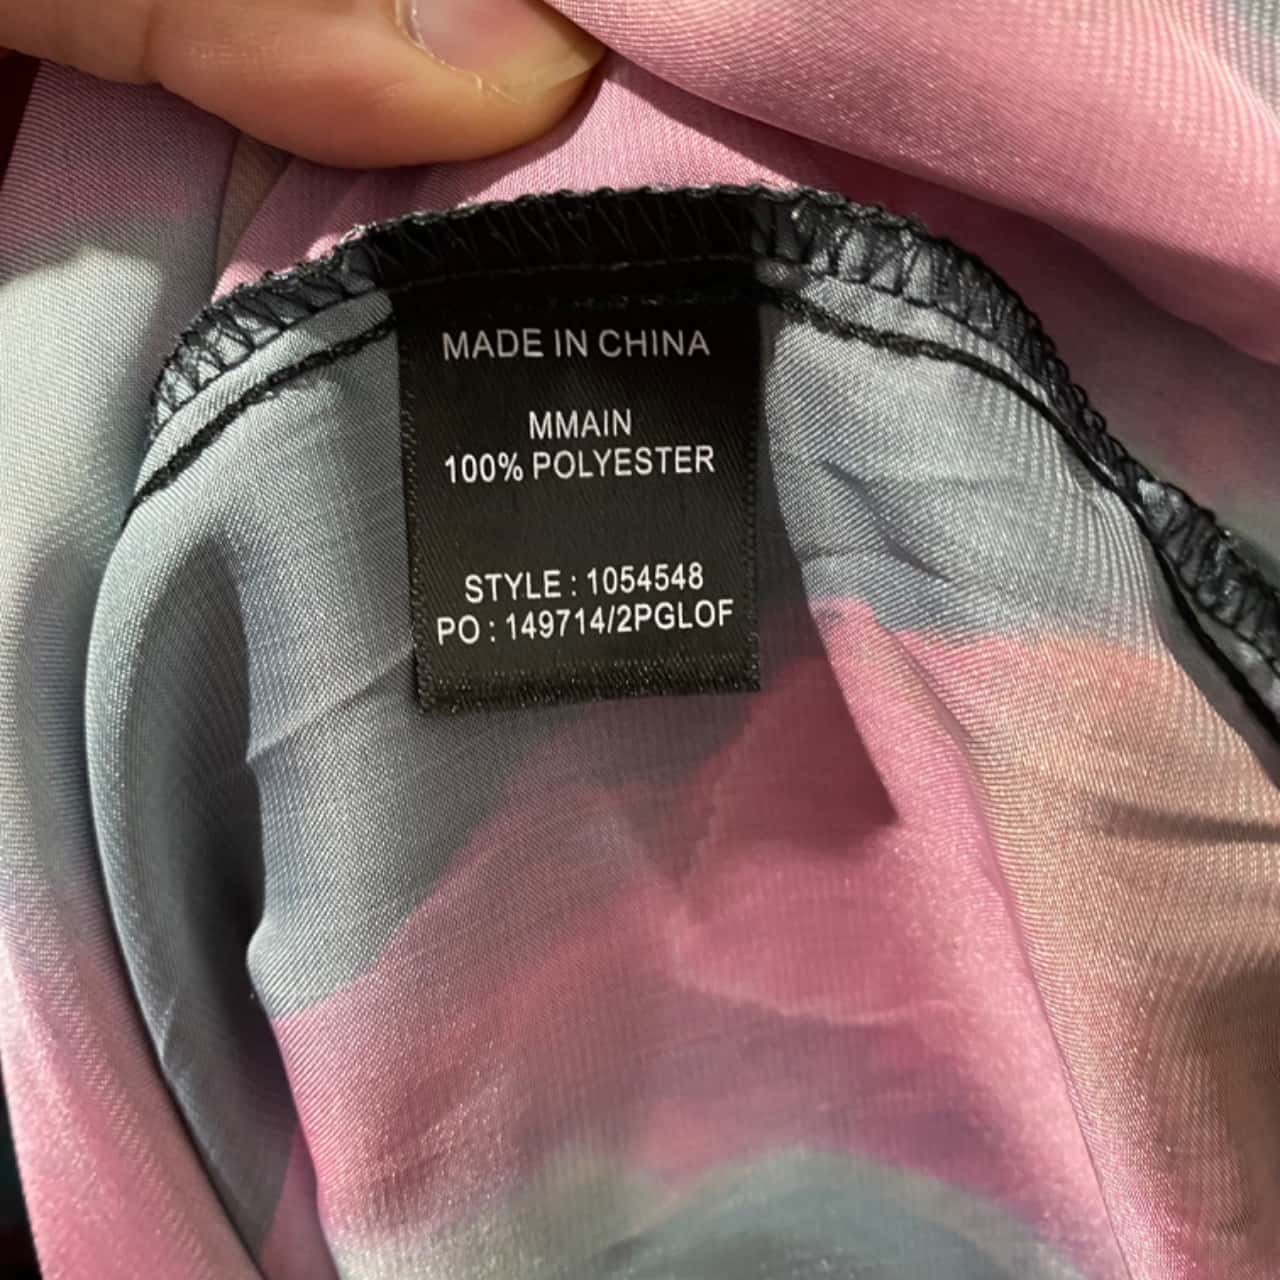 MADE IN CHINA
MMAIN
100% POLYESTER
STYLE : 1054548
PO : 149714/2PGLOF